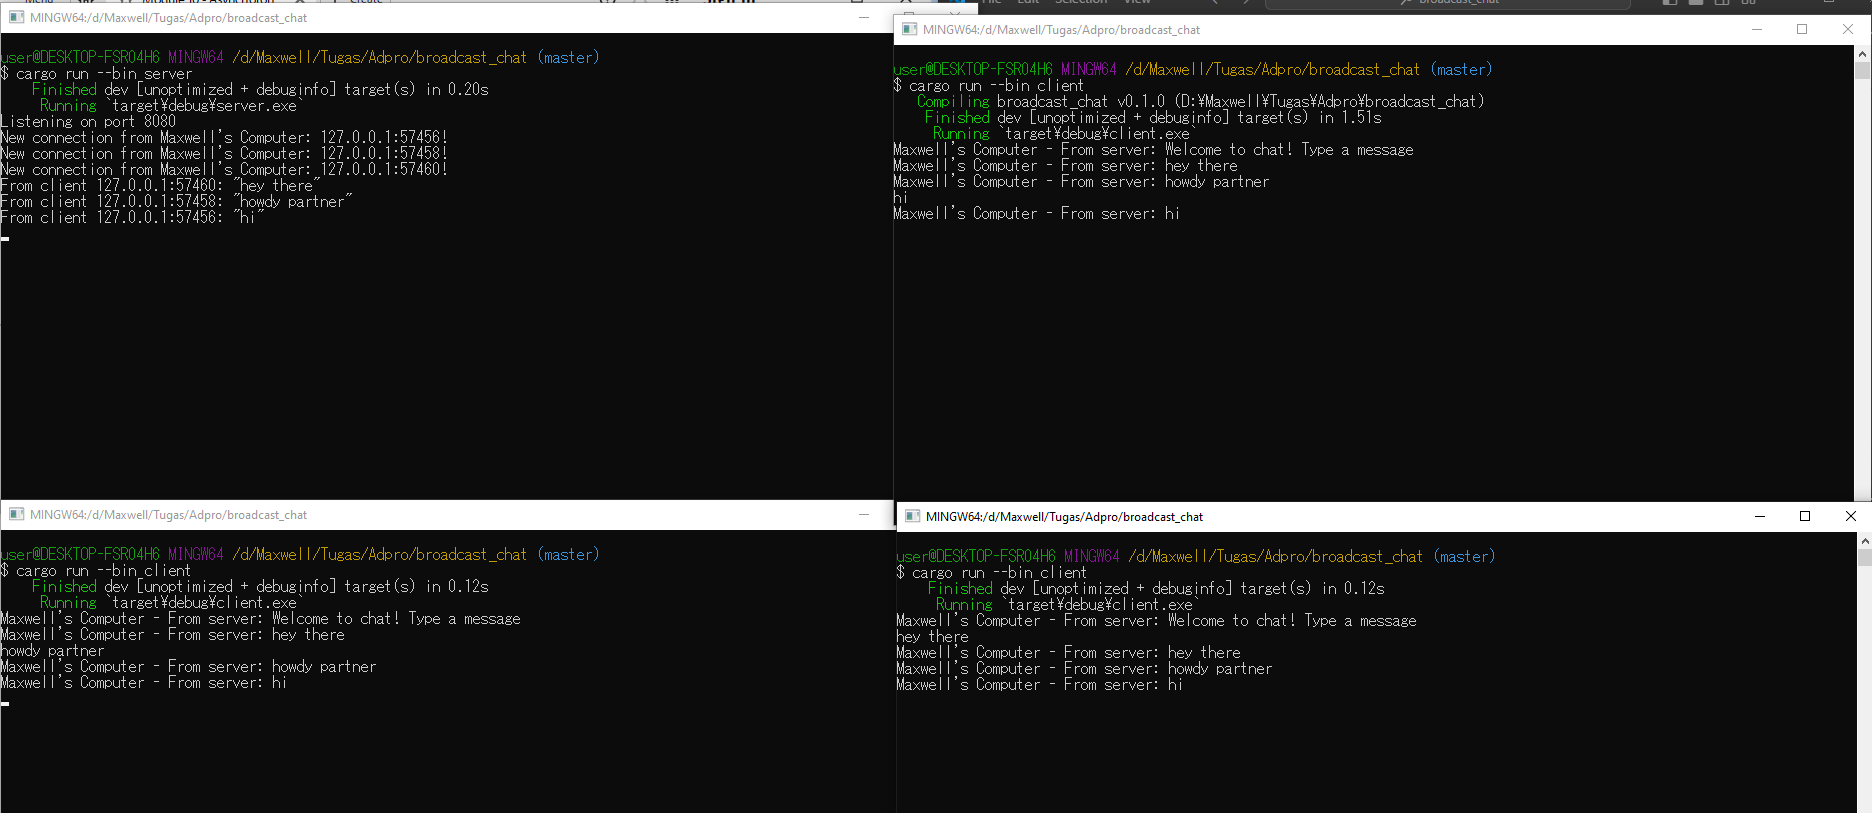 MINGW64:/d/Maxwell/Tugas/Adpro/broadcast_chat
user@DESKTOP-FSRO4H6 MINGW64 /d/Maxwell/Tugas/Adpro/broadcast_chat (master)
$ cargo run --bin server
Finished dev [unoptimized + debuginfo] target(s) in 0.20s
Running `target¥debug¥server.exe`
Listening on port 8080
New connection from Maxwell's Computer: 127.0.0.1:57456!
New connection from Maxwell's Computer: 127.0.0.1:57458!
New connection from Maxwell's Computer: 127.0.0.1:57460!
From client 127.0.0.1:57460: "hey there"
From client 127.0.0.1:57458: "howdy partner"
From client 127.0.0.1:57456: "hi"
File Edit Selection View
broadcast_chat
MINGW64:/d/Maxwell/Tugas/Adpro/broadcast_chat
user@DESKTOP-FSRO4H6 MINGW64 /d/Maxwell/Tugas/Adpro/broadcast_chat (master)
$ cargo run --bin client
Compiling broadcast_chat v0.1.0 (D:¥Maxwell¥Tugas¥Adpro¥broadcast_chat)
Finished dev [unoptimized + debuginfo] target(s) in 1.51s
Running `target¥debug¥client.exe`
Maxwell's Computer - From server: Welcome to chat! Type a message
Maxwell's Computer - From server: hey there
Maxwell's Computer - From server: howdy partner
hi
Maxwell's Computer - From server: hi
MINGW64:/d/Maxwell/Tugas/Adpro/broadcast_chat
user@DESKTOP-FSRO4H6 MINGW64 /d/Maxwell/Tugas/Adpro/broadcast_chat (master)
$ cargo run --bin client
Finished dev [unoptimized + debuginfo] target(s) in 0.12s
Running `target¥debug¥client.exe`
Maxwell's Computer - From server: Welcome to chat! Type a message
Maxwell's Computer - From server: hey there
howdy partner
Maxwell's Computer - From server: howdy partner
Maxwell's Computer - From server: hi
MINGW64:/d/Maxwell/Tugas/Adpro/broadcast_chat
user@DESKTOP-FSRO4H6 MINGW64 /d/Maxwell/Tugas/Adpro/broadcast_chat (master)
$ cargo run --bin client
Finished dev [unoptimized + debuginfo] target(s) in 0.12s
Running `target¥debug¥client.exe`
Maxwell's Computer - From server: Welcome to chat! Type a message
hey there
Maxwell's Computer - From server: hey there
Maxwell's Computer - From server: howdy partner
Maxwell's Computer - From server: hi